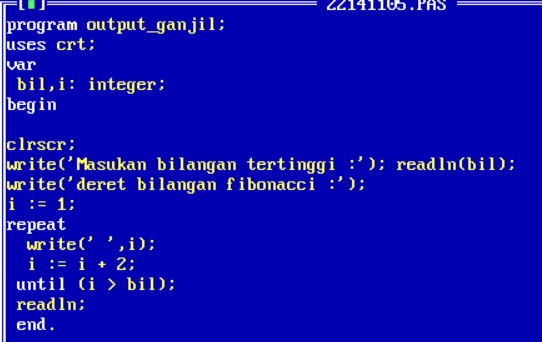 22141105.PAS
program output_ganjil;
uses crt;
var
bil,i: integer;
begin
clrscr;
write('Masukan bilangan tertinggi :'); readln(bil);
write('deret bilangan fibonacci :');
i := 1;
repeat
write(' ',i);
i := i + 2;
until (i > bil);
readln;
end.